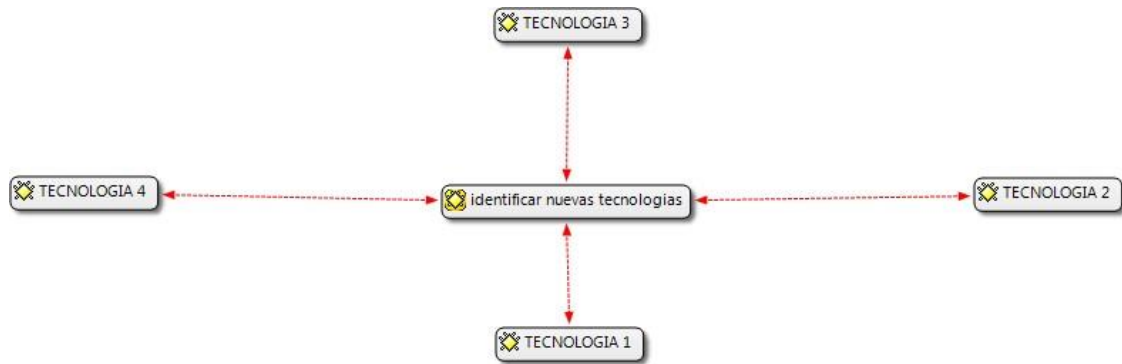 TECNOLOGIA 3
TECNOLOGIA 4
identificar nuevas tecnologias
TECNOLOGIA 2
TECNOLOGIA 1